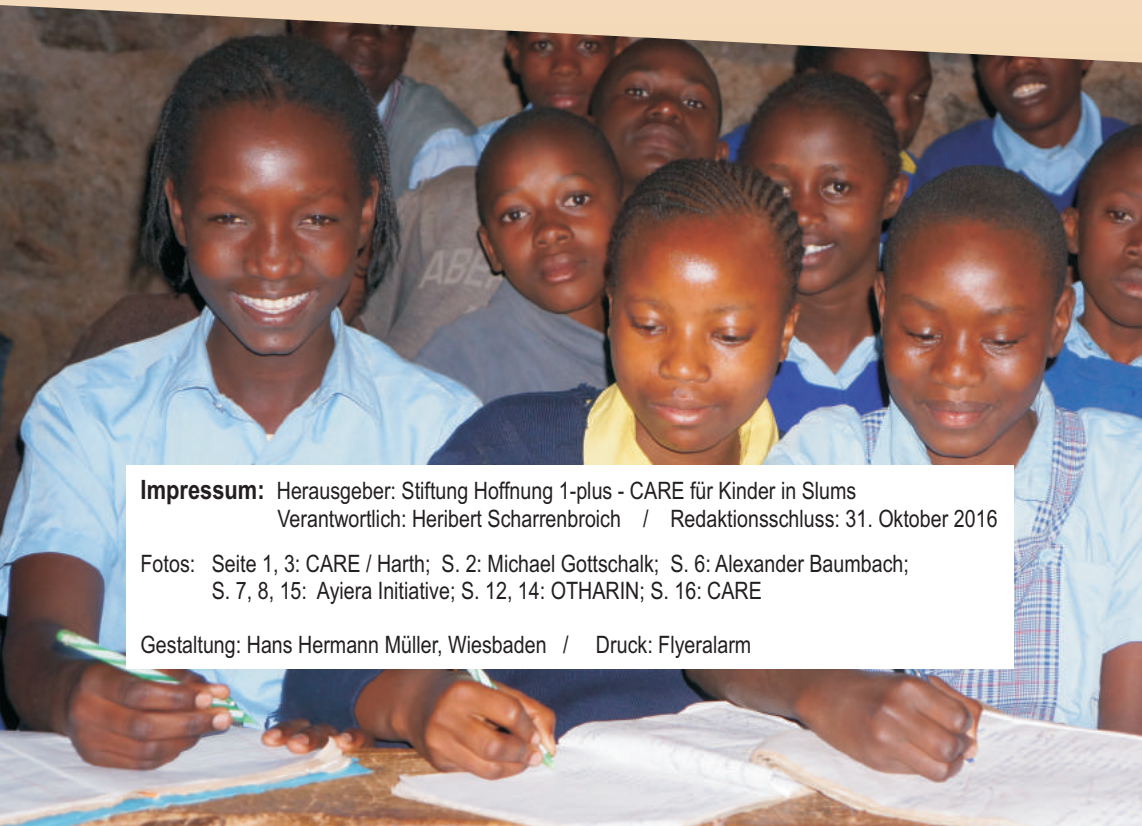 ABE
Impressum: Herausgeber: Stiftung Hoffnung 1-plus - CARE für Kinder in Slums
Verantwortlich: Heribert Scharrenbroich / Redaktionsschluss: 31. Oktober 2016
Fotos: Seite 1, 3: CARE / Harth; S. 2: Michael Gottschalk; S. 6: Alexander Baumbach;
S. 7, 8, 15: Ayiera Initiative; S. 12, 14: OTHARIN; S. 16: CARE
Gestaltung: Hans Hermann Müller, Wiesbaden / Druck: Flyeralarm